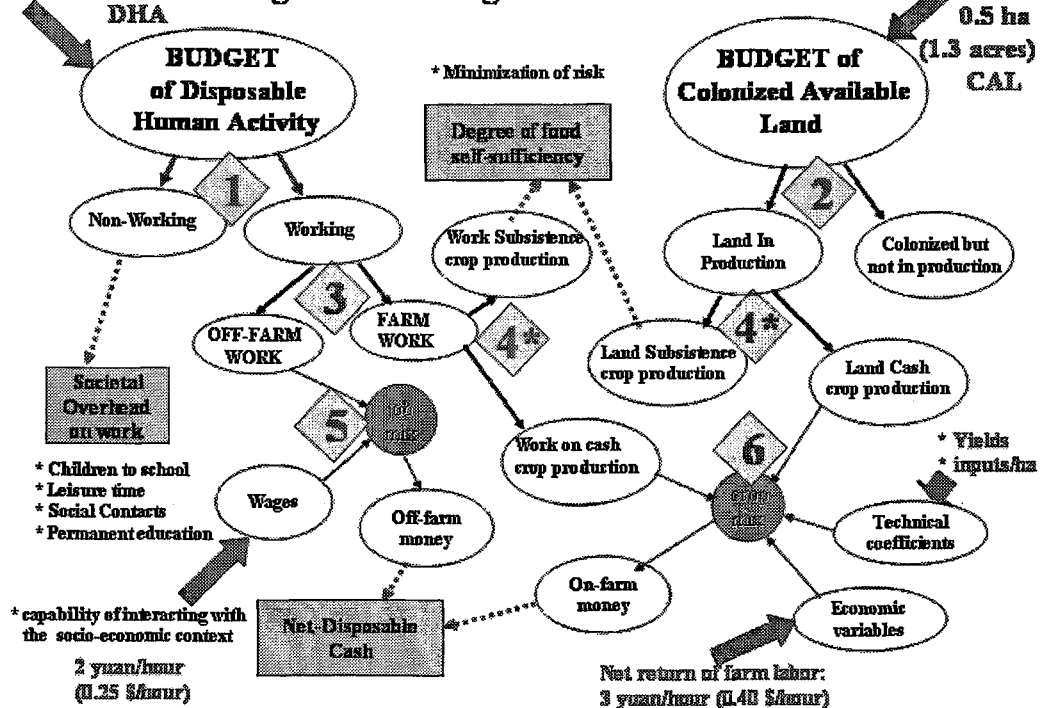 DHA
0.5 ha
(1.3 acres)
CAL
BUDGET
of Disposable
Human Activity
* Minimization of risk
BUDGET of
Colonized Available
Land
Degree of food
self-sufficiency
1
2
Non-Working
Working
Work Subsistence
crop production
Land In
Production
Colonized but
not in production
3
OFF-FARM
WORK
FARM
WORK
4*
4*
Land Subsistence
crop production
Land Cash
crop production
Societal
Overhead
on work
5
mix
6
* Yields
* inputs/ha
Work on cash
crop production
* Children to school
* Leisure time
* Social Contacts
* Permanent education
Wages
Off-farm
money
crop
mix
Technical
coefficients
On-farm
money
Economic
variables
* capability of interacting with
the socio-economic context
Net-Disposable
Cash
2 yuan/hour
(0.25 $/hour)
Net return of farm labor:
3 yuan/hour (0.40 $/hour)